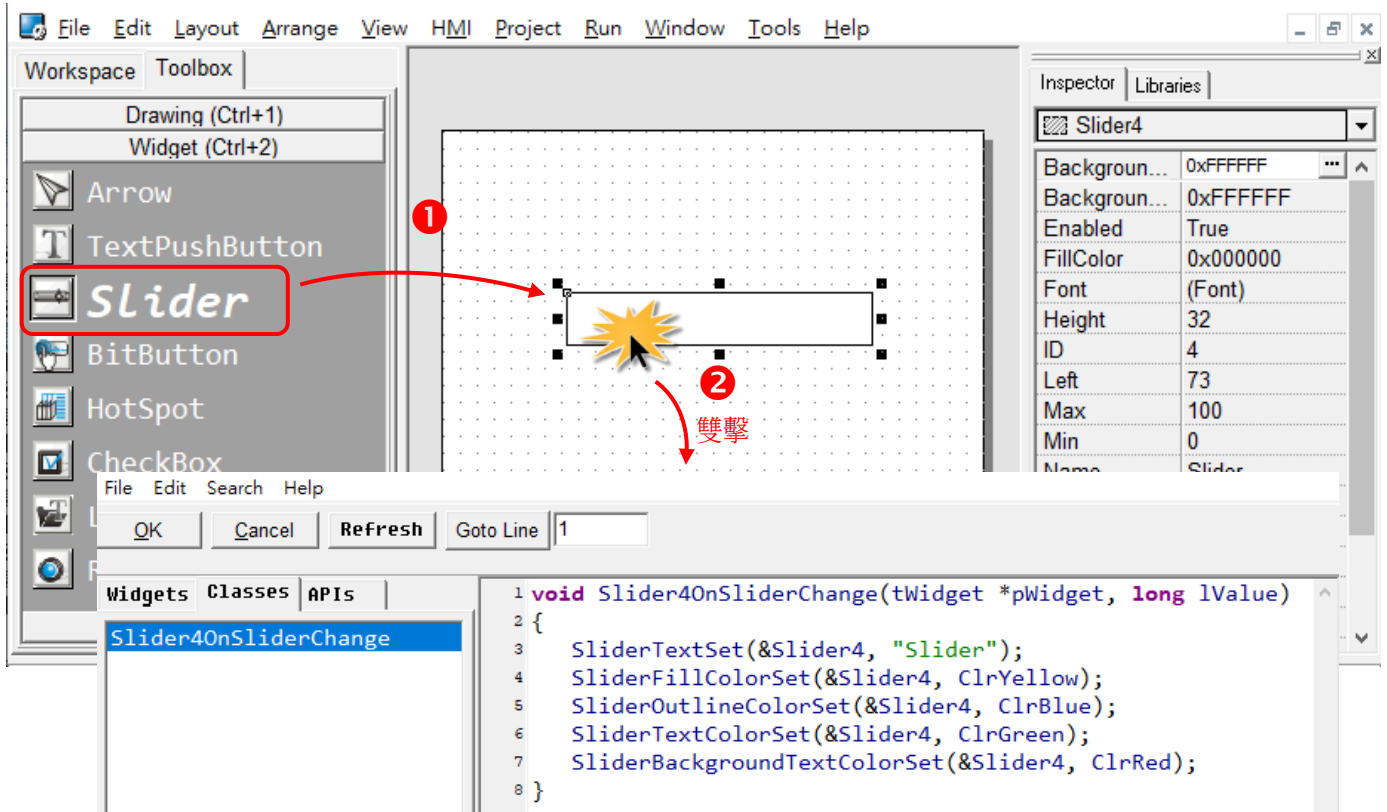 File Edit Layout Arrange View HMI Project Run Window Tools Help
Workspace Toolbox
Drawing (Ctrl+1)
Widget (Ctrl+2)
Arrow
TextPushButton
Slider
BitButton
HotSpot
CheckBox
1
2
雙擊
Inspector Libraries
Slider4
Backgroun... 0xFFFFFF ...
Backgroun... 0xFFFFFF
Enabled True
FillColor 0x000000
Font (Font)
Height 32
ID 4
Left 73
Max 100
Min 0
Name Slider
File Edit Search Help
OK Cancel Refresh Goto Line 1
Widgets Classes APIs
Slider4OnSliderChange
1 void Slider4OnSliderChange(tWidget *pWidget, long lValue)
2 {
3 SliderTextSet(&Slider4, "Slider");
4 SliderFillColorSet(&Slider4, ClrYellow);
5 SliderOutlineColorSet(&Slider4, ClrBlue);
6 SliderTextColorSet(&Slider4, ClrGreen);
7 SliderBackgroundTextColorSet(&Slider4, ClrRed);
8 }